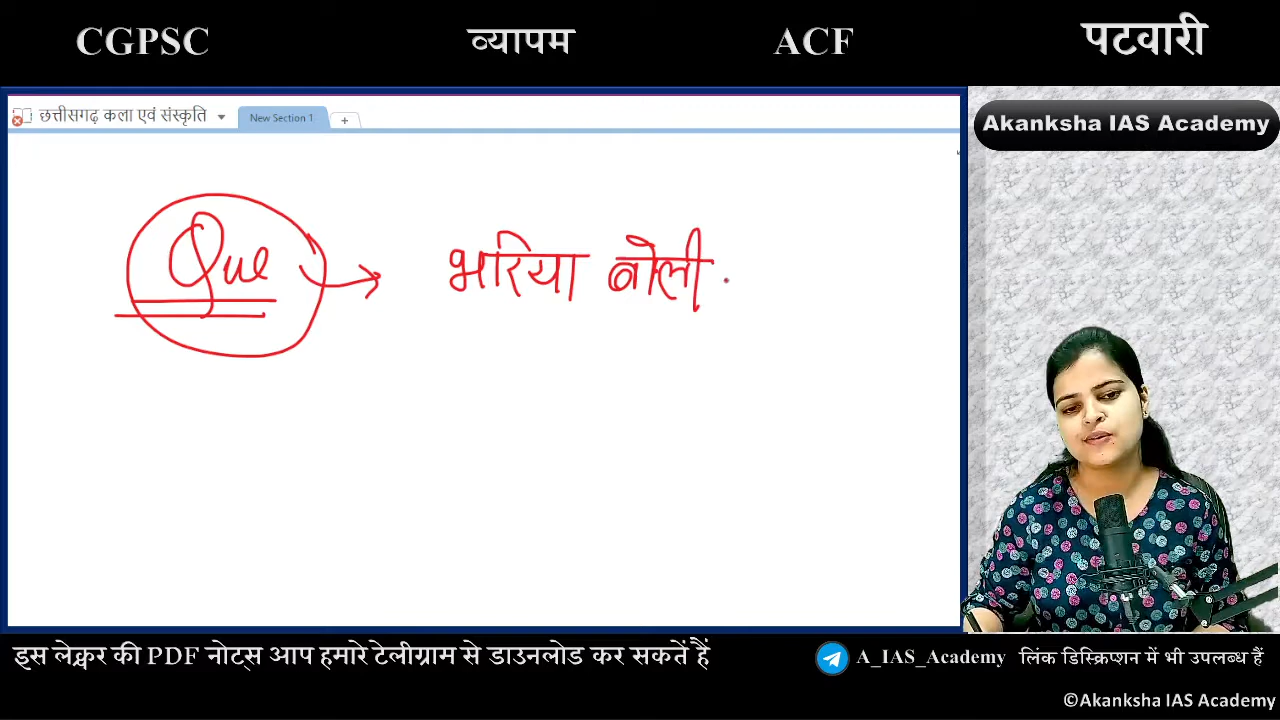 CGPSC व्यापम ACF पटवारी
छत्तीसगढ़ कला एवं संस्कृति New Section 1 +
Akanksha IAS Academy
Que → भरिया बोली
इस लेक्चर की PDF नोट्स आप हमारे टेलीग्राम से डाउनलोड कर सकतें हैं A_IAS_Academy लिंक डिस्क्रिप्शन में भी उपलब्ध हैं
©Akanksha IAS Academy